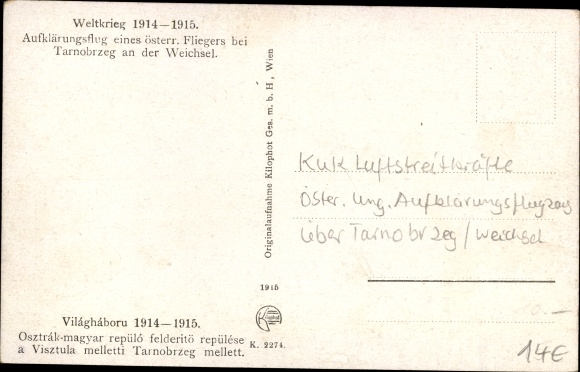 Weltkrieg 1914—1915.
Aufklärungsflug eines österr. Fliegers bei
Tarnobrzeg an der Weichsel.
Originalaufnahme Kilophot Ges. m. b. H., Wien
KuK Luftstreitkräfte
Öster. Ung. Aufklärungsflugzeug
über Tarnobrzeg / Weichsel
1915
Világháboru 1914—1915.
Osztrák-magyar repülő felderitő repülése
a Visztula melletti Tarnobrzeg mellett.
K. 2274.
0.—
14€